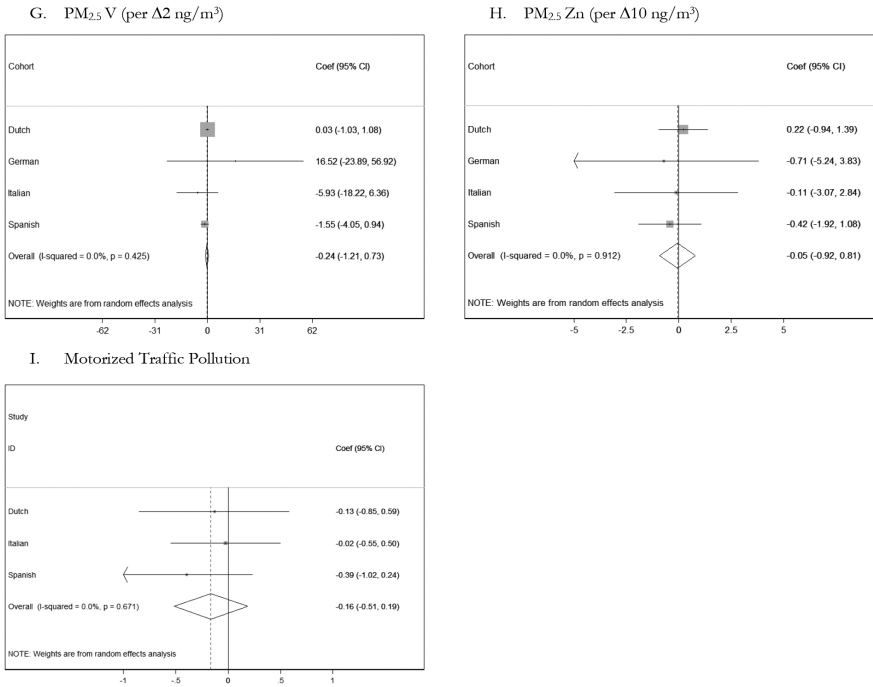 G. PM2.5 V (per Δ2 ng/m³)
Cohort Coef (95% CI)
Dutch 0.03 (-1.03, 1.08)
German 16.52 (-23.89, 56.92)
Italian -5.93 (-18.22, 6.36)
Spanish -1.55 (-4.05, 0.94)
Overall (I-squared = 0.0%, p = 0.425) -0.24 (-1.21, 0.73)
NOTE: Weights are from random effects analysis
-62 -31 0 31 62
H. PM2.5 Zn (per Δ10 ng/m³)
Cohort Coef (95% CI)
Dutch 0.22 (-0.94, 1.39)
German -0.71 (-5.24, 3.83)
Italian -0.11 (-3.07, 2.84)
Spanish -0.42 (-1.92, 1.08)
Overall (I-squared = 0.0%, p = 0.912) -0.05 (-0.92, 0.81)
NOTE: Weights are from random effects analysis
-5 -2.5 0 2.5 5
I. Motorized Traffic Pollution
Study
ID Coef (95% CI)
Dutch -0.13 (-0.85, 0.59)
Italian -0.02 (-0.55, 0.50)
Spanish -0.39 (-1.02, 0.24)
Overall (I-squared = 0.0%, p = 0.671) -0.16 (-0.51, 0.19)
NOTE: Weights are from random effects analysis
-1 -.5 0 .5 1